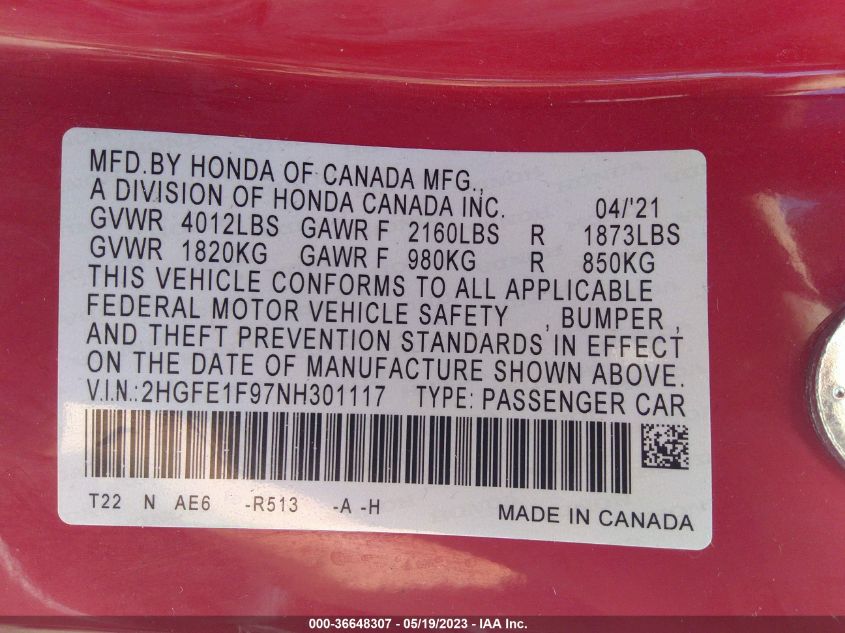 MFD.BY HONDA OF CANADA MFG.,
A DIVISION OF HONDA CANADA INC. 04/'21
GVWR 4012LBS GAWR F 2160LBS R 1873LBS
GVWR 1820KG GAWR F 980KG R 850KG
THIS VEHICLE CONFORMS TO ALL APPLICABLE
FEDERAL MOTOR VEHICLE SAFETY , BUMPER ,
AND THEFT PREVENTION STANDARDS IN EFFECT
ON THE DATE OF MANUFACTURE SHOWN ABOVE.
V.I.N.:2HGFE1F97NH301117 TYPE: PASSENGER CAR
T22 N AE6 -R513 -A -H
MADE IN CANADA
000-36648307 - 05/19/2023 - IAA Inc.